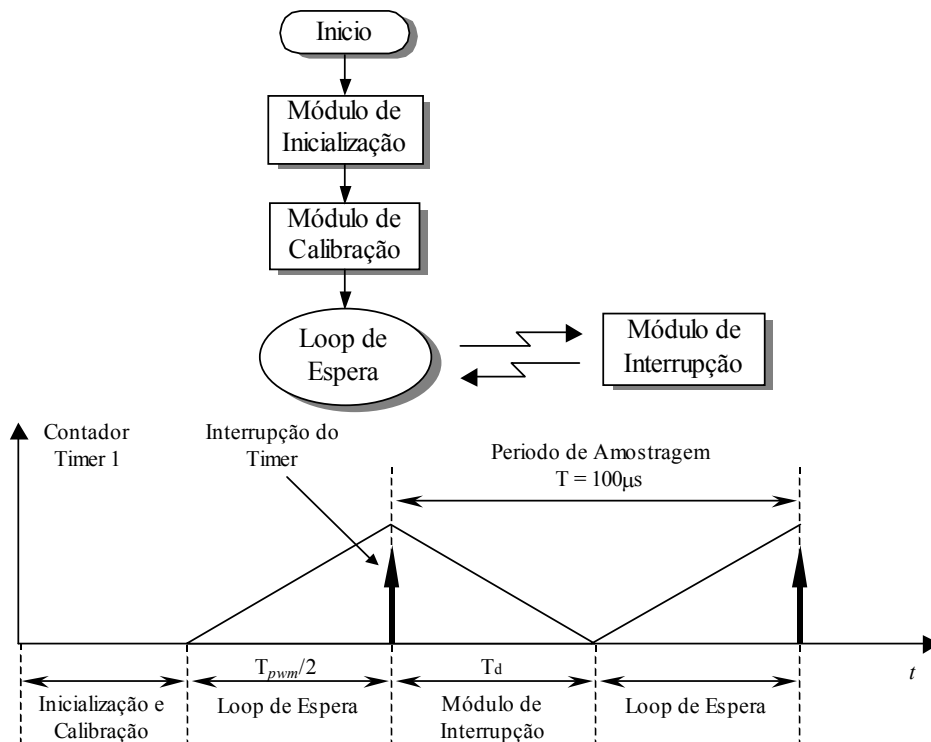 Inicio
Módulo de
Inicialização
Módulo de
Calibração
Loop de
Espera
Módulo de
Interrupção
Contador
Timer 1
Interrupção do
Timer
Periodo de Amostragem
T = 100μs
Tpwm/2
Td
t
Inicialização e
Calibração
Loop de Espera
Módulo de
Interrupção
Loop de Espera